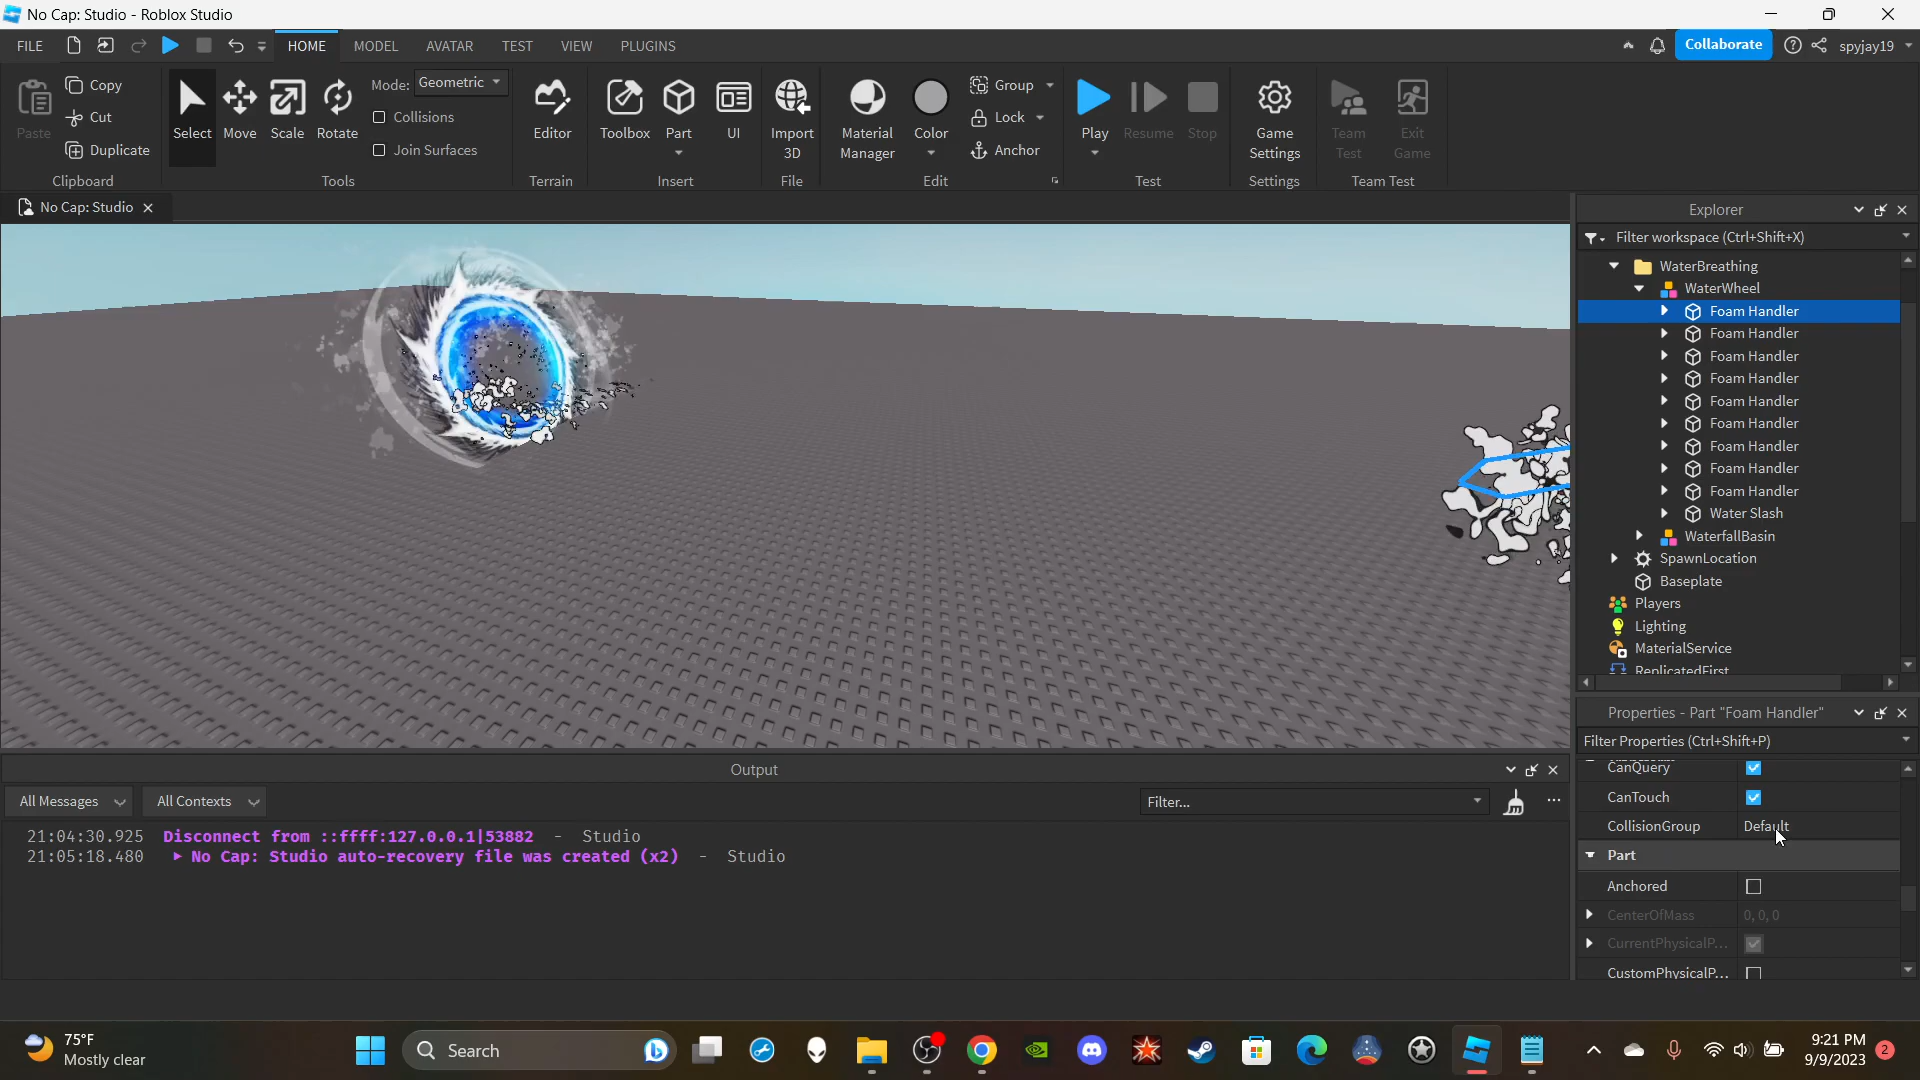 No Cap: Studio - Roblox Studio
FILE HOME MODEL AVATAR TEST VIEW PLUGINS Collaborate spyjay19
Paste
Copy
Cut
Duplicate
Clipboard
Select
Move
Scale
Rotate
Mode: Geometric
Collisions
Join Surfaces
Tools
Editor
Terrain
Toolbox
Part
UI
Insert
Import
3D
File
Material
Manager
Color
Group
Lock
Anchor
Edit
Play
Resume
Stop
Test
Game
Settings
Settings
Team
Test
Exit
Game
Team Test
No Cap: Studio
Explorer
Filter workspace (Ctrl+Shift+X)
WaterBreathing
WaterWheel
Foam Handler
Foam Handler
Foam Handler
Foam Handler
Foam Handler
Foam Handler
Foam Handler
Foam Handler
Foam Handler
Water Slash
WaterfallBasin
SpawnLocation
Baseplate
Players
Lighting
MaterialService
ReplicatedFirst
Properties - Part "Foam Handler"
Filter Properties (Ctrl+Shift+P)
CanQuery
CanTouch
CollisionGroup Default
Part
Anchored
CenterOfMass 0, 0, 0
CurrentPhysicalP...
CustomPhysicalP...
Output
All Messages All Contexts Filter...
21:04:30.925 Disconnect from ::ffff:127.0.0.1|53882 - Studio
21:05:18.480 No Cap: Studio auto-recovery file was created (x2) - Studio
75°F
Mostly clear
Search
9:21 PM
9/9/2023
2